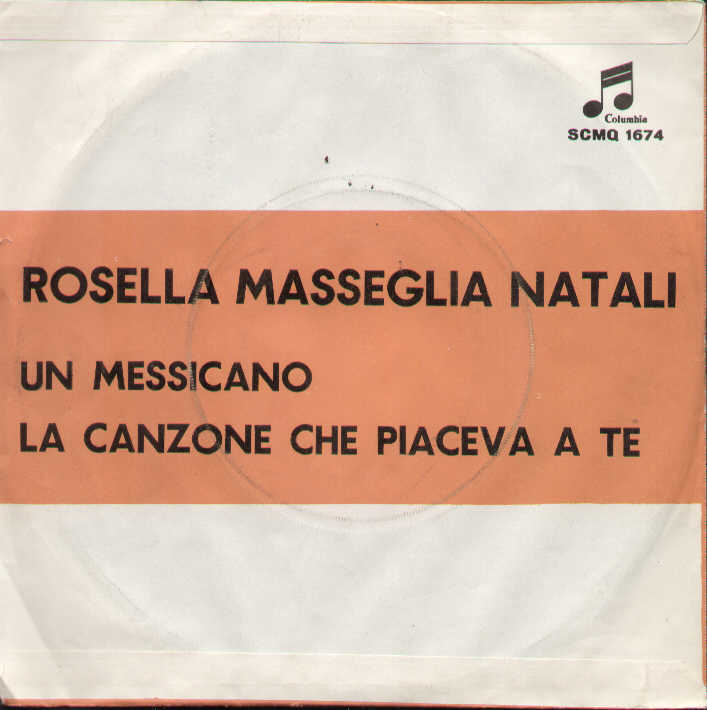 Columbia
SCMQ 1674
ROSELLA MASSEGLIA NATALI
UN MESSICANO
LA CANZONE CHE PIACEVA A TE